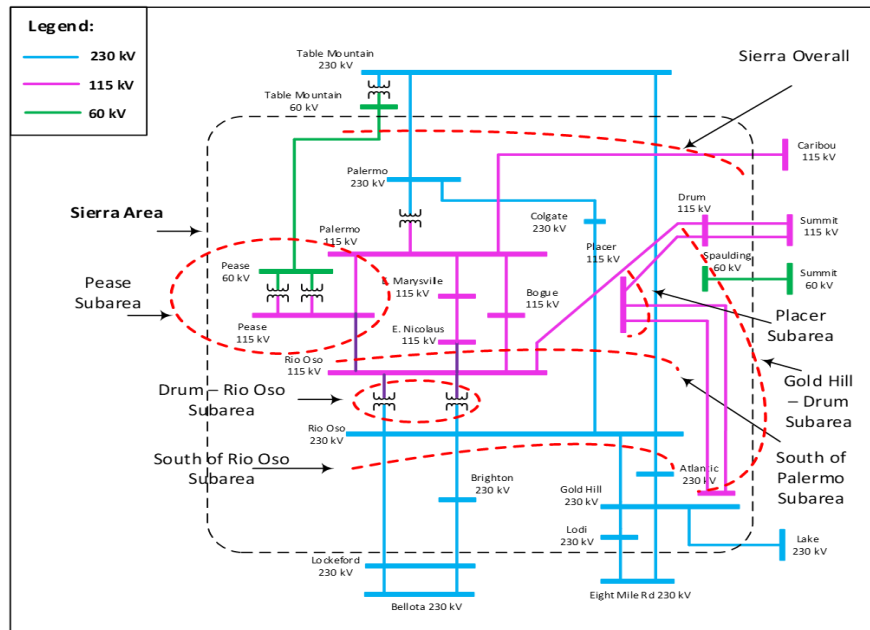 Legend:
230 kV
115 kV
60 kV
Table Mountain
230 kV
Sierra Overall
Table Mountain
60 kV
Caribou
115 kV
Palermo
230 kV
Drum
115 kV
Summit
115 kV
Sierra Area
Colgate
230 kV
Palermo
115 kV
Placer
115 kV
Spaulding
60 kV
Summit
60 kV
Pease
60 kV
E. Marysville
115 kV
Bogue
15 kV
Pease
Subarea
Placer
Subarea
Pease
115 kV
E. Nicolaus
115 kV
Rio Oso
115 kV
Drum – Rio Oso
Subarea
Gold Hill
– Drum
Subarea
Rio Oso
230 kV
South of Rio Oso
Subarea
South of
Palermo
Subarea
Brighton
230 kV
Atlantic
230 kV
Gold Hill
230 kV
Lodi
230 kV
Lake
230 kV
Lockeford
230 kV
Bellota 230 kV
Eight Mile Rd 230 kV